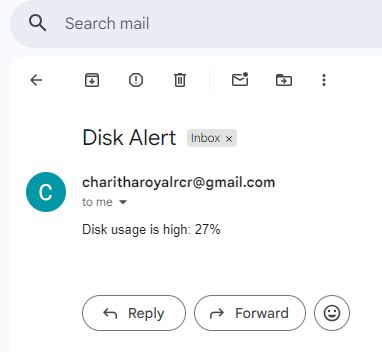 Search mail
Disk Alert Inbox ×
C
charitharoyalrcr@gmail.com
to me
Disk usage is high: 27%
Reply Forward